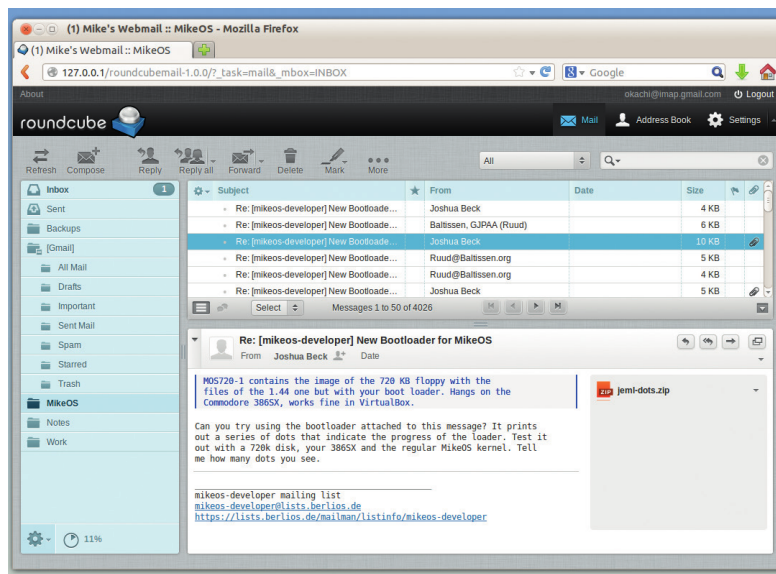 (1) Mike's Webmail :: MikeOS - Mozilla Firefox
(1) Mike's Webmail :: MikeOS
127.0.0.1/roundcubemail-1.0.0/?_task=mail&_mbox=INBOX
Google
About
okachi@imap.gmail.com
Logout
roundcube
Mail
Address Book
Settings
Refresh
Compose
Reply
Reply all
Forward
Delete
Mark
More
All
Inbox 1
Sent
Backups
[Gmail]
All Mail
Drafts
Important
Sent Mail
Spam
Starred
Trash
MikeOS
Notes
Work
11%
Subject From Date Size
Re: [mikeos-developer] New Bootloade... Joshua Beck 4 KB
Re: [mikeos-developer] New Bootloade... Baltissen, GJPAA (Ruud) 6 KB
Re: [mikeos-developer] New Bootloade... Joshua Beck 10 KB
Re: [mikeos-developer] New Bootloade... Ruud@Baltissen.org 5 KB
Re: [mikeos-developer] New Bootloade... Ruud@Baltissen.org 4 KB
Re: [mikeos-developer] New Bootloade... Joshua Beck 5 KB
Select Messages 1 to 50 of 4026
Re: [mikeos-developer] New Bootloader for MikeOS
From Joshua Beck Date
MOS720-1 contains the image of the 720 KB floppy with the
files of the 1.44 one but with your boot loader. Hangs on the
Commodore 386SX, works fine in VirtualBox.
Can you try using the bootloader attached to this message? It prints
out a series of dots that indicate the progress of the loader. Test it
out with a 720k disk, your 386SX and the regular MikeOS kernel. Tell
me how many dots you see.
mikeos-developer mailing list
mikeos-developer@lists.berlios.de
https://lists.berlios.de/mailman/listinfo/mikeos-developer
ZIP jeml-dots.zip